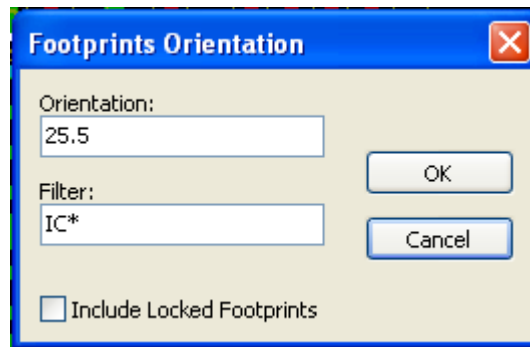 Footprints Orientation
Orientation:
25.5
OK
Filter:
IC*
Cancel
Include Locked Footprints